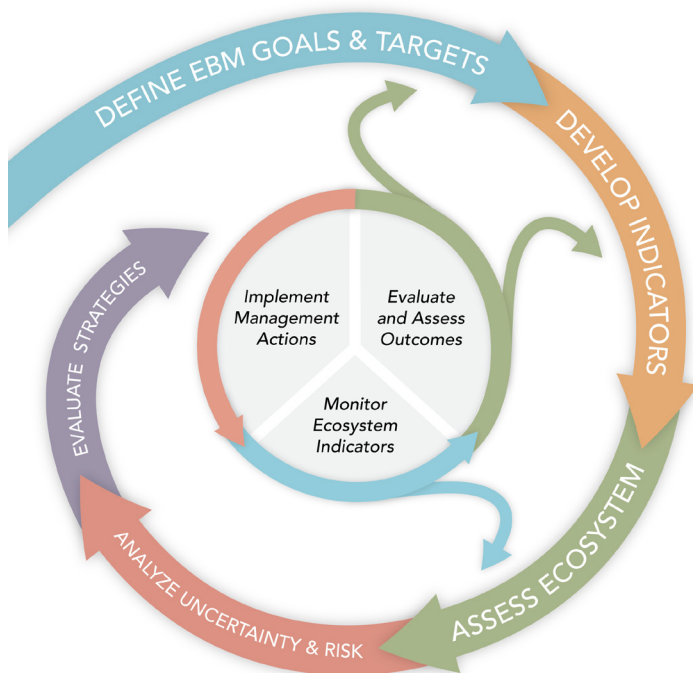 DEFINE EBM GOALS & TARGETS
DEVELOP INDICATORS
ASSESS ECOSYSTEM
ANALYZE UNCERTAINTY & RISK
EVALUATE STRATEGIES
Implement
Management
Actions
Evaluate
and Assess
Outcomes
Monitor
Ecosystem
Indicators